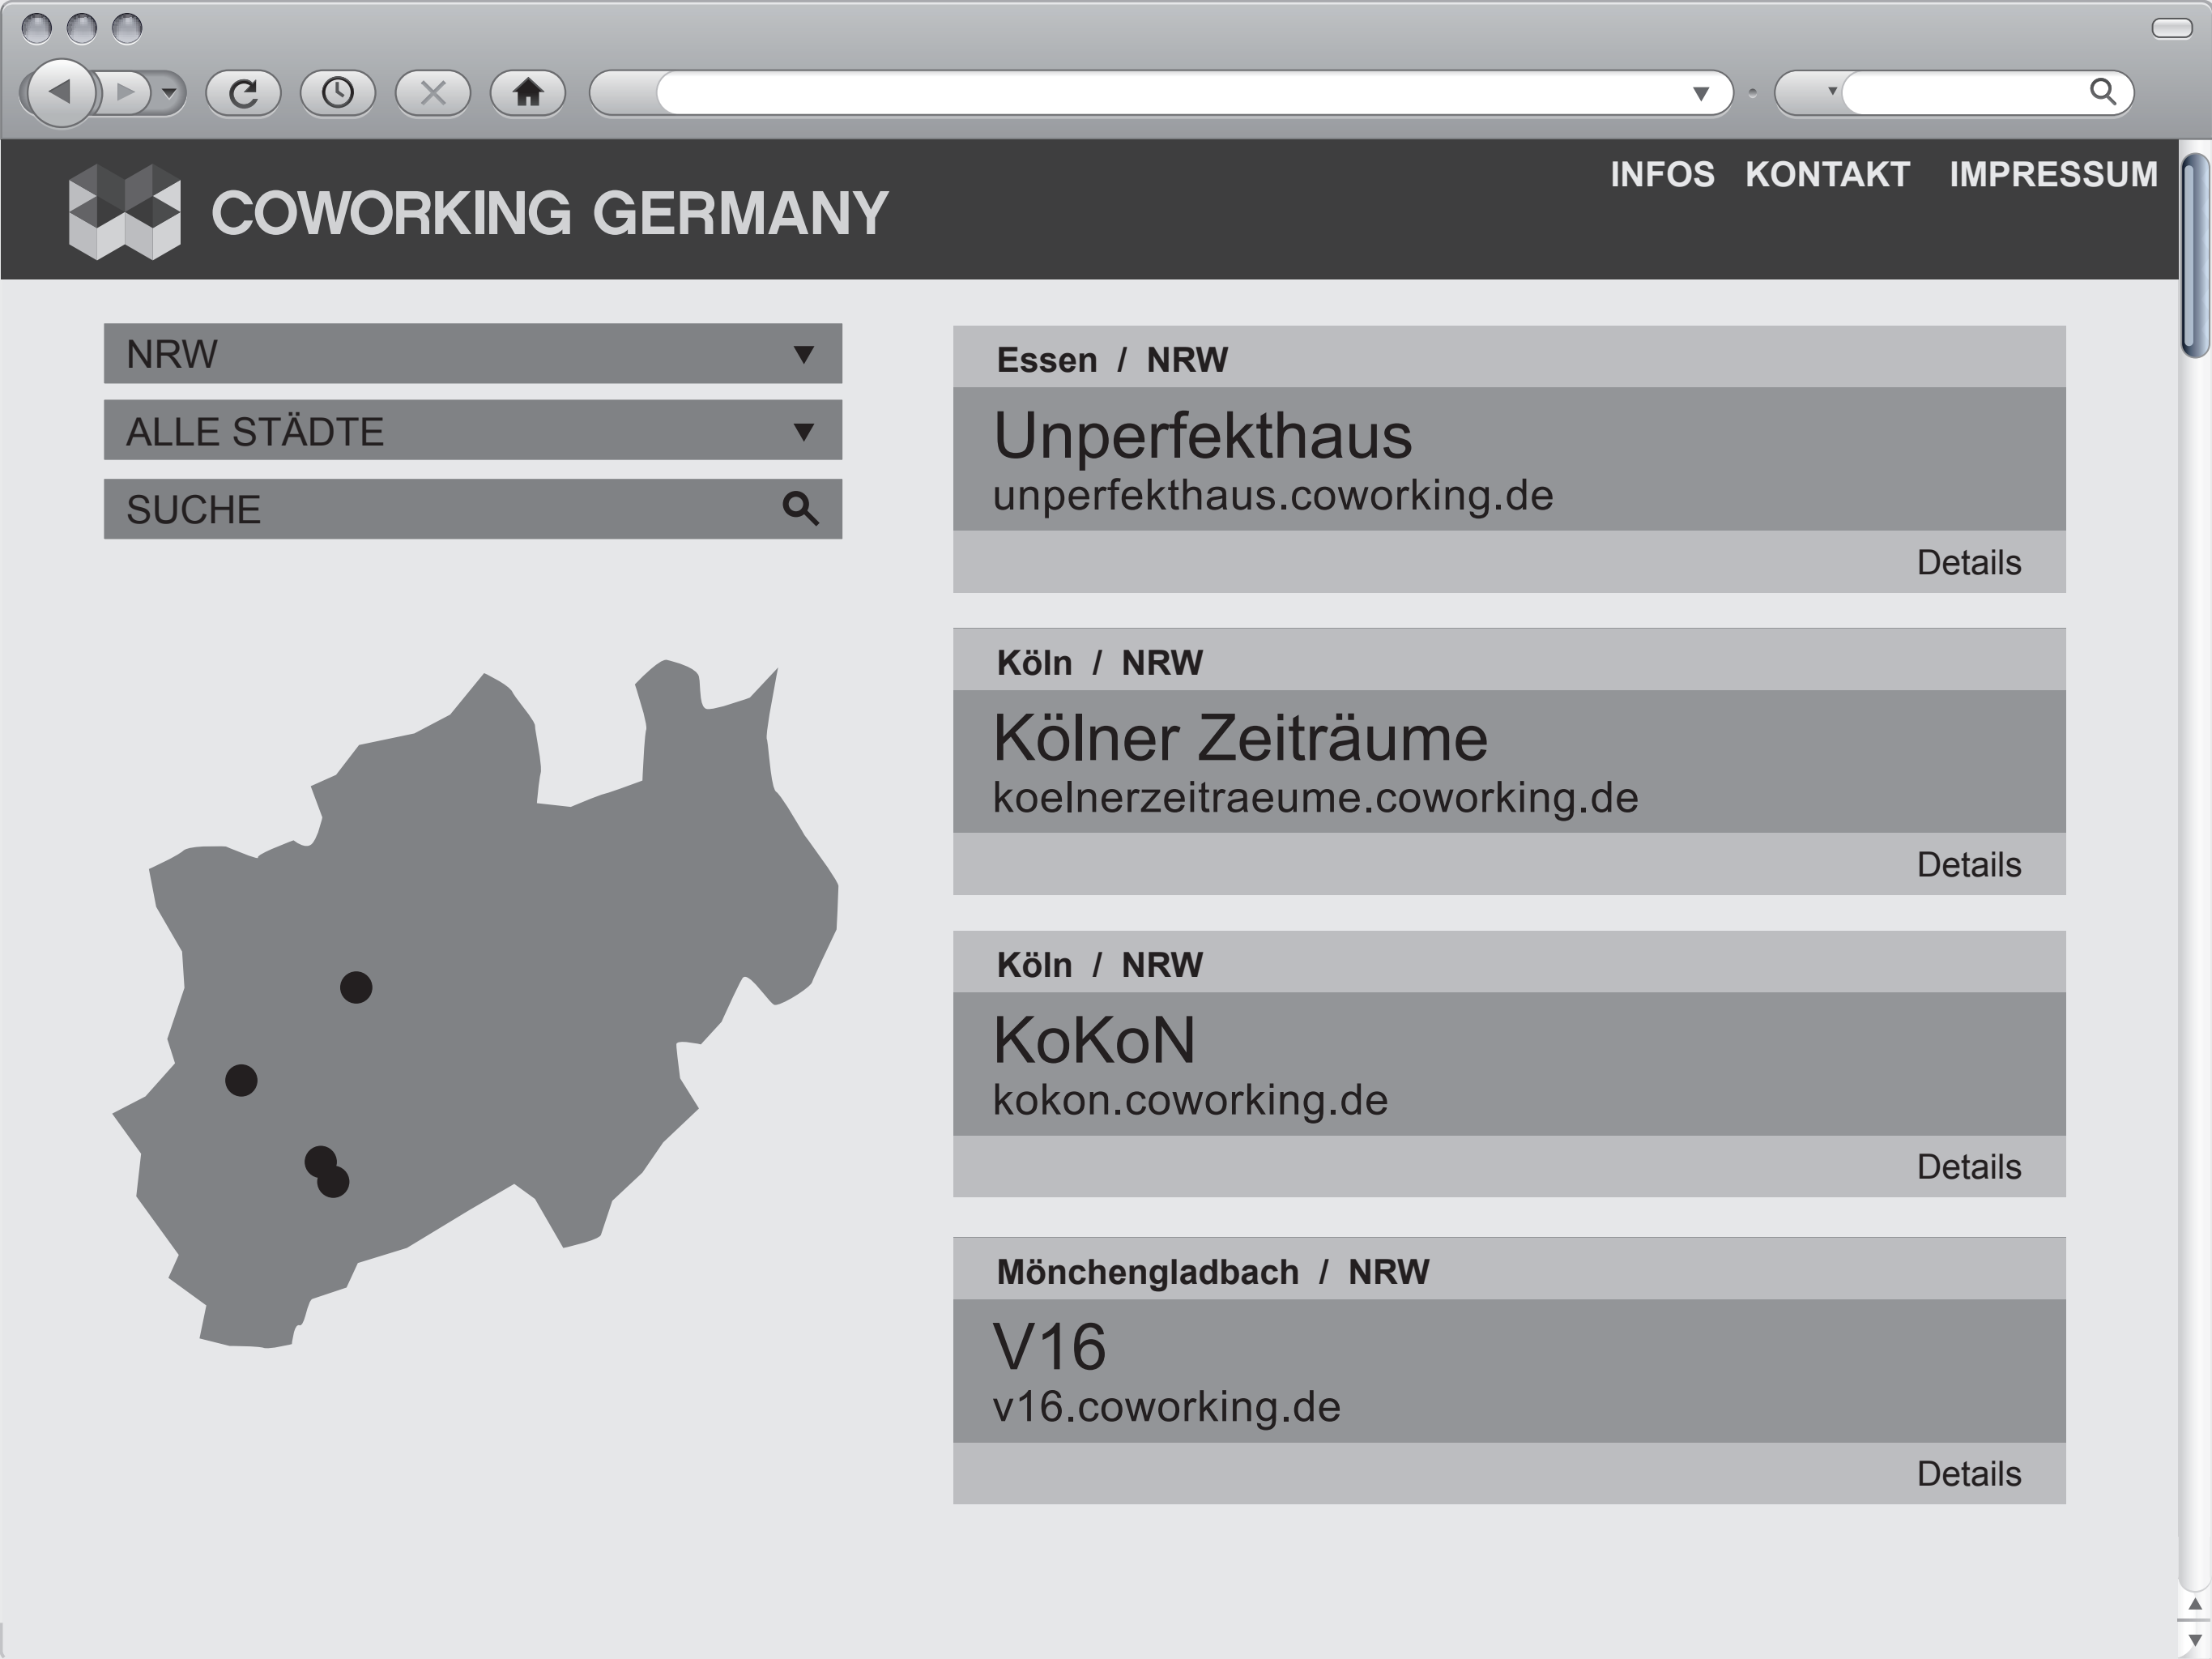 COWORKING GERMANY
INFOS KONTAKT IMPRESSUM
NRW
ALLE STÄDTE
SUCHE
Essen / NRW
Unperfekthaus
unperfekthaus.coworking.de
Details
Köln / NRW
Kölner Zeiträume
koelnerzeitraeume.coworking.de
Details
Köln / NRW
KoKoN
kokon.coworking.de
Details
Mönchengladbach / NRW
V16
v16.coworking.de
Details